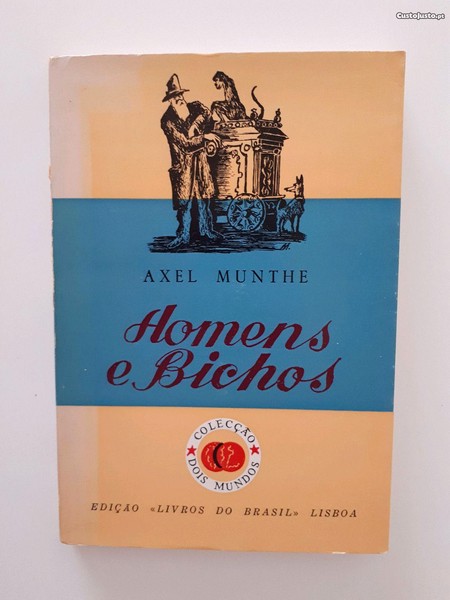 CustoJusto.pt
AXEL MUNTHE
Homens
e Bichos
COLECÇÃO
DOIS MUNDOS
EDIÇÃO «LIVROS DO BRASIL» LISBOA